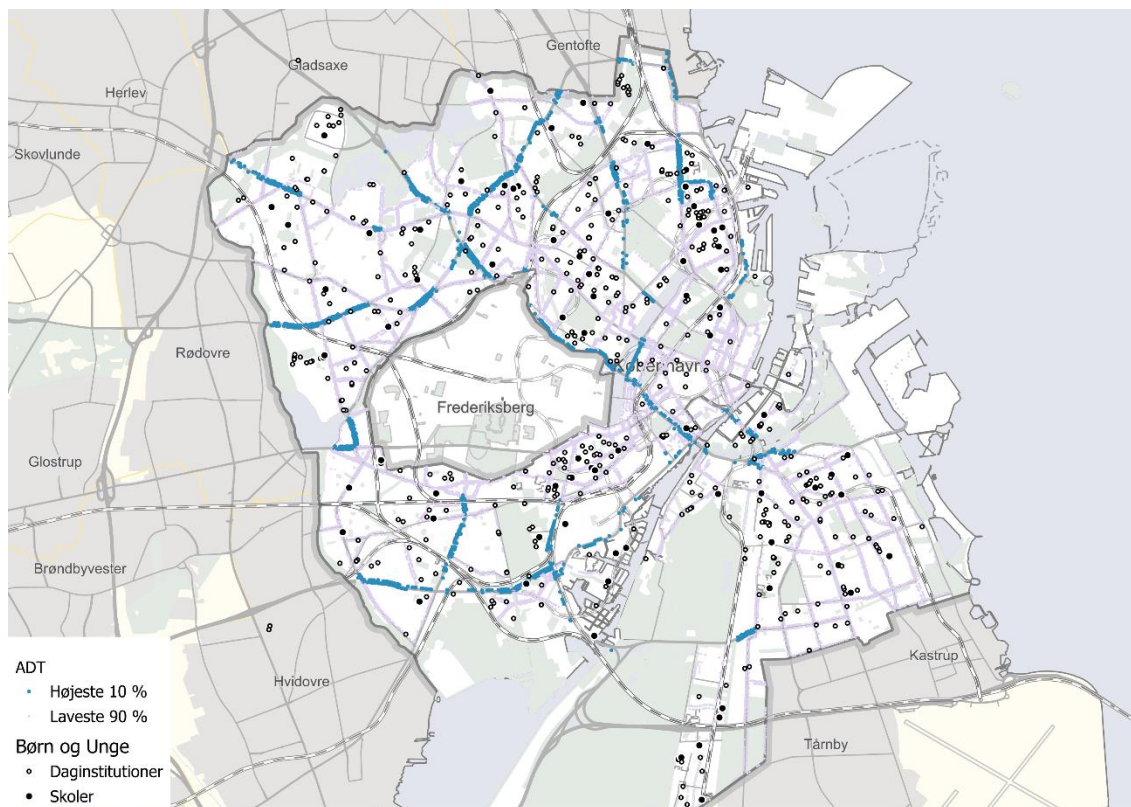 Gentofte
Gladsaxe
Herlev
Skovlunde
Rødovre
København
Frederiksberg
Glostrup
Brøndbyvester
Hvidovre
Kastrup
Tårnby
ADT
Højeste 10 %
Laveste 90 %
Børn og Unge
Daginstitutioner
Skoler